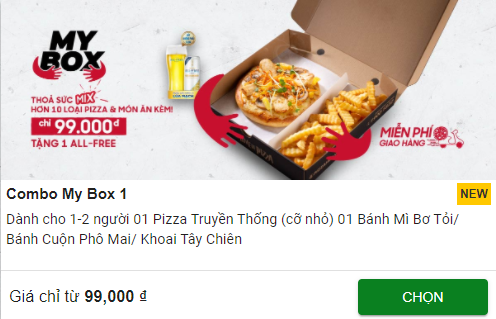 MY
BOX
THOẢ SỨC MIX
HƠN 10 LOẠI PIZZA & MÓN ĂN KÈM!
chỉ 99.000đ
TẶNG 1 ALL-FREE
MIỄN PHÍ
GIAO HÀNG
Combo My Box 1
NEW
Dành cho 1-2 người 01 Pizza Truyền Thống (cỡ nhỏ) 01 Bánh Mì Bơ Tỏi/
Bánh Cuộn Phô Mai/ Khoai Tây Chiên
Giá chỉ từ 99,000 ₫
CHỌN